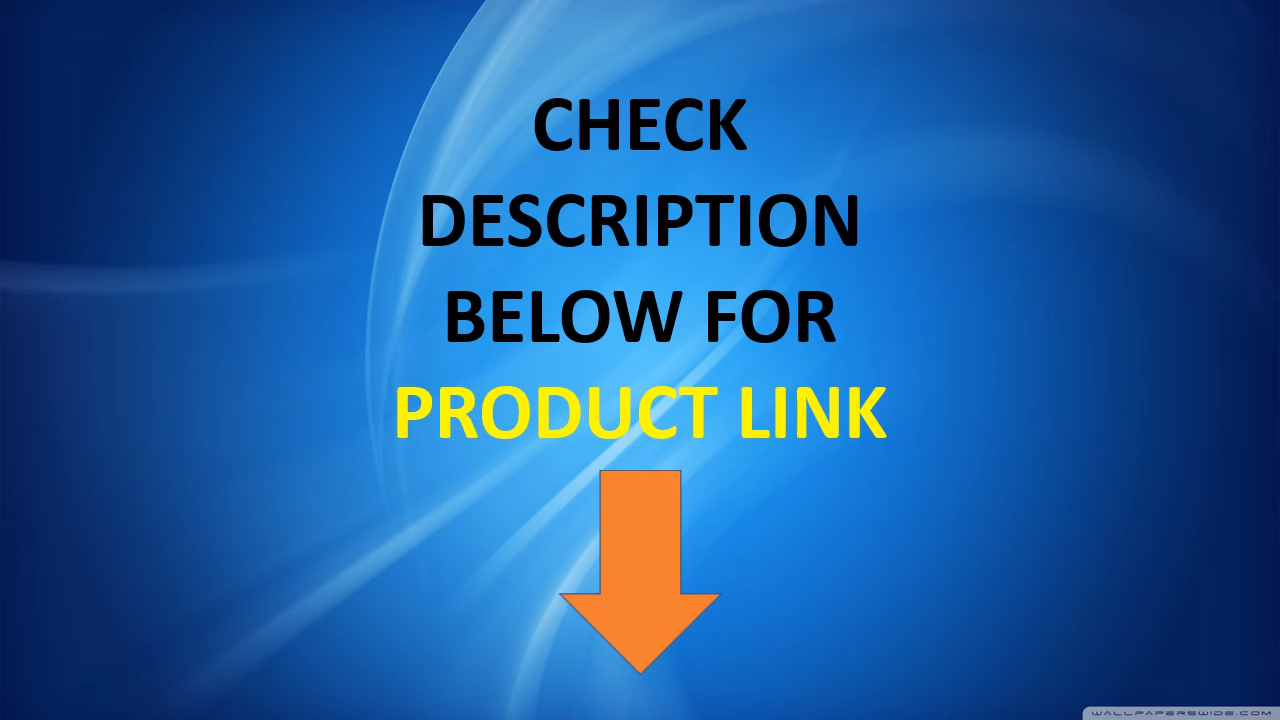 CHECK
DESCRIPTION
BELOW FOR
PRODUCT LINK
WALLPAPERSWIDE.COM